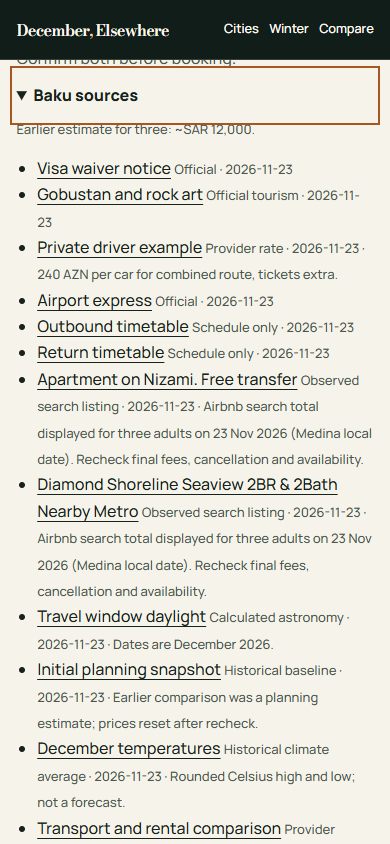 December, Elsewhere Cities Winter Compare
Confirm both before booking.
▼ Baku sources
Earlier estimate for three: ~SAR 12,000.
• Visa waiver notice Official · 2026-11-23
• Gobustan and rock art Official tourism · 2026-11-
23
• Private driver example Provider rate · 2026-11-23 ·
240 AZN per car for combined route, tickets extra.
• Airport express Official · 2026-11-23
• Outbound timetable Schedule only · 2026-11-23
• Return timetable Schedule only · 2026-11-23
• Apartment on Nizami. Free transfer Observed
search listing · 2026-11-23 · Airbnb search total
displayed for three adults on 23 Nov 2026 (Medina local
date). Recheck final fees, cancellation and availability.
• Diamond Shoreline Seaview 2BR & 2Bath
Nearby Metro Observed search listing · 2026-11-23 ·
Airbnb search total displayed for three adults on 23 Nov
2026 (Medina local date). Recheck final fees,
cancellation and availability.
• Travel window daylight Calculated astronomy ·
2026-11-23 · Dates are December 2026.
• Initial planning snapshot Historical baseline ·
2026-11-23 · Earlier comparison was a planning
estimate; prices reset after recheck.
• December temperatures Historical climate
average · 2026-11-23 · Rounded Celsius high and low;
not a forecast.
• Transport and rental comparison Provider